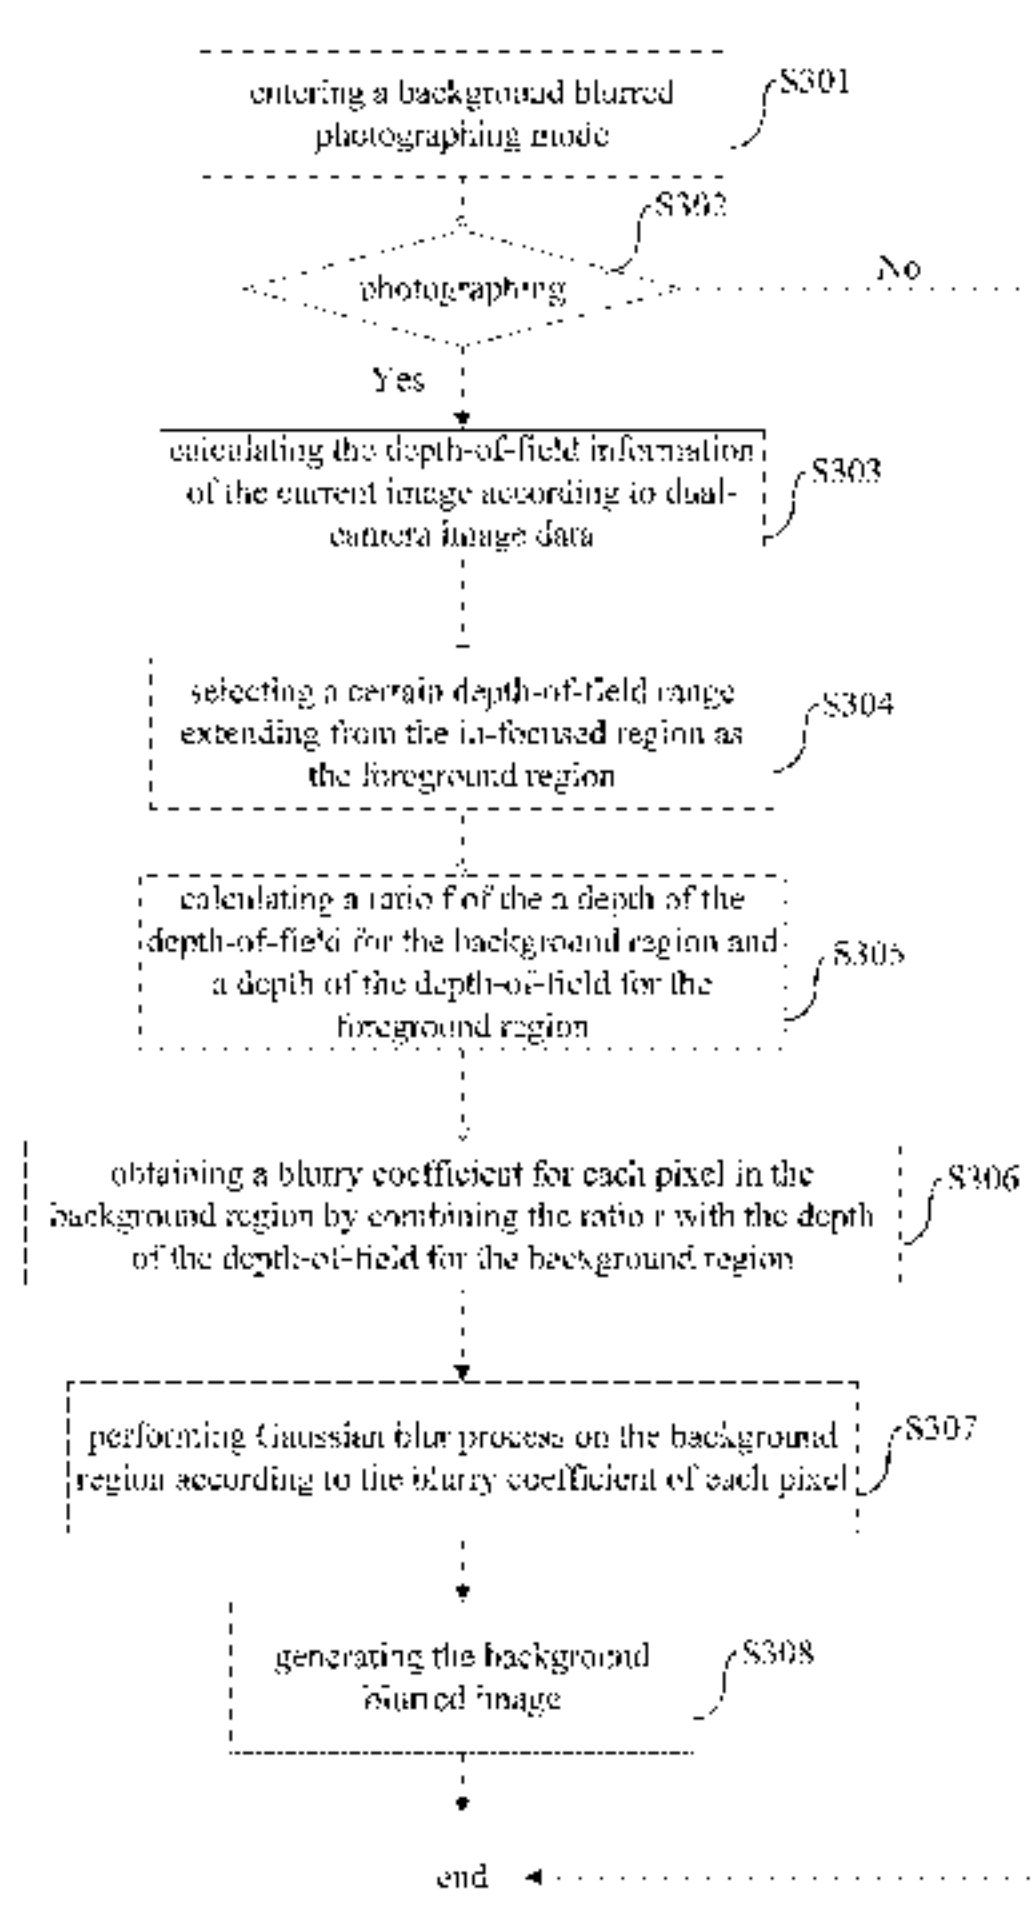 entering a background blurred
photographing mode
S301
S302
photographing
No
Yes
calculating the depth-of-field information
of the current image according to dual-
camera image data
S303
selecting a certain depth-of-field range
extending from the in-focused region as
the foreground region
S304
calculating a ratio f of the a depth of the
depth-of-field for the background region and
a depth of the depth-of-field for the
foreground region
S305
obtaining a blurry coefficient for each pixel in the
background region by combining the ratio r with the depth
of the depth-of-field for the background region
S306
performing Gaussian blur process on the background
region according to the blurry coefficient of each pixel
S307
generating the background
blurred image
S308
end